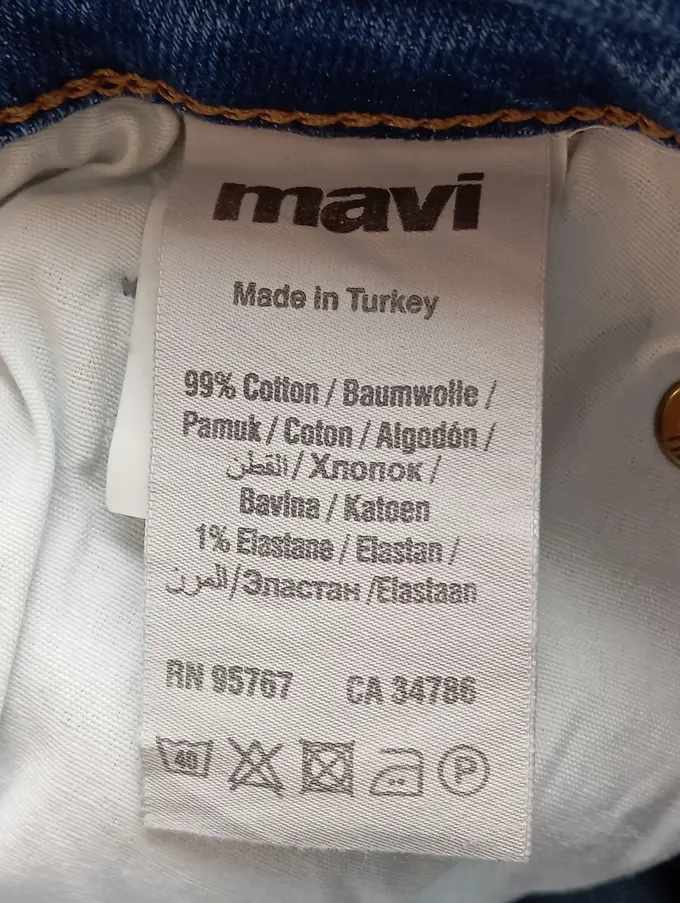 mavi
Made in Turkey
99% Cotton / Baumwolle /
Pamuk / Coton / Algodón /
القطن / Хлопок /
Bavlna / Katoen
1% Elastane / Elastan /
المرن/Эластан /Elastaan
RN 95767 CA 34786
40 P